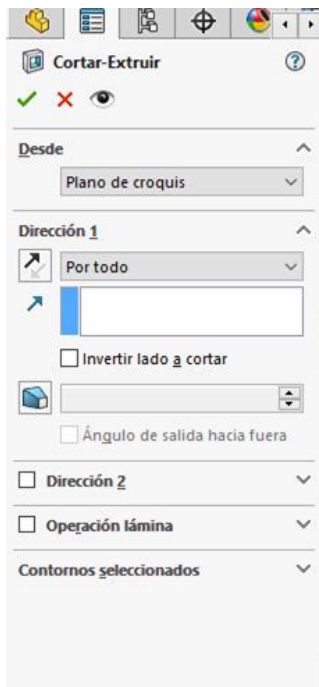 Cortar-Extruir
Desde
Plano de croquis
Dirección 1
Por todo
Invertir lado a cortar
Ángulo de salida hacia fuera
Dirección 2
Operación lámina
Contornos seleccionados